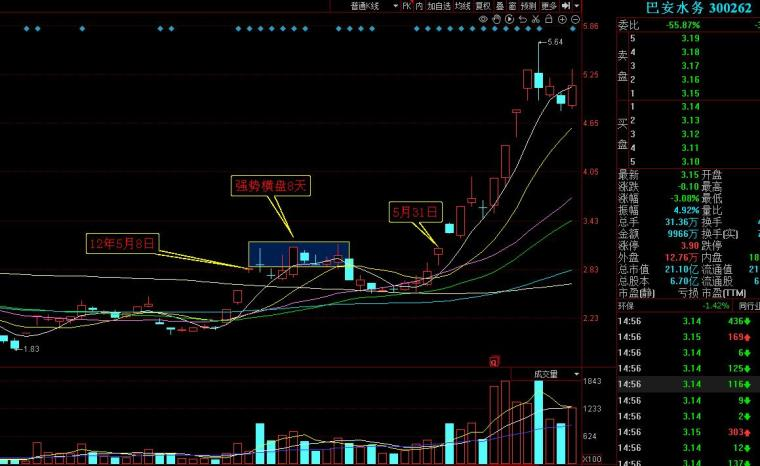 普通K线 PK 内 加自选 均线 复权 叠 窗 预测 更多
巴安水务 300262
5.86
5.25
4.65
4.05
3.43
2.83
2.23
5.64
强势横盘8天
5月31日
12年5月8日
1.83
成交量
1843
1233
624
X100
委比 -55.87%
卖盘
5 3.19
4 3.18
3 3.17
2 3.16
1 3.15
买盘
1 3.14
2 3.13
3 3.12
4 3.11
5 3.10
最新 3.15 开盘
涨跌 -0.10 最高
涨幅 -3.08% 最低
振幅 4.92% 量比
总手 31.36万 换手
金额 9966万 换手(实)
涨停 3.90 跌停
外盘 12.76万 内盘 18
总市值 21.10亿 流通值 21
总股本 6.70亿 流通股 6
市盈(静) 亏损 市盈(TTM)
环保 -1.42% 同行业
14:56 3.14 436
14:56 3.15 169
14:56 3.14 6
14:56 3.14 125
14:56 3.14 116
14:56 3.14 9
14:56 3.14 2
14:56 3.15 303
14:56 3.14 12
14:56 3.14 137